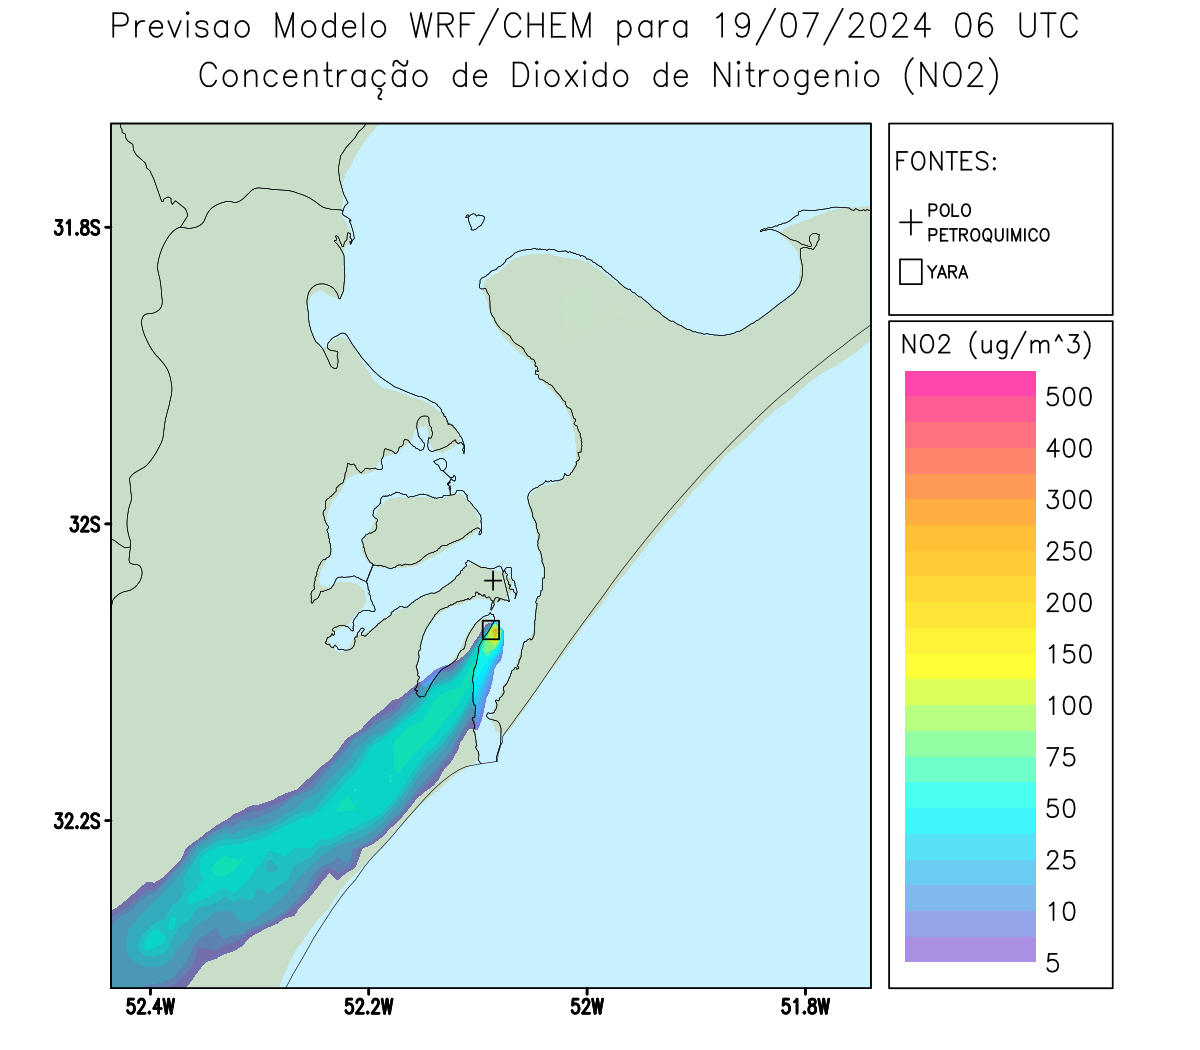 Previsao Modelo WRF/CHEM para 19/07/2024 06 UTC
Concentração de Dioxido de Nitrogenio (NO2)
FONTES:
POLO
PETROQUIMICO
YARA
NO2 (ug/m^3)
500
400
300
250
200
150
100
75
50
25
10
5
31.8S
32S
32.2S
52.4W
52.2W
52W
51.8W